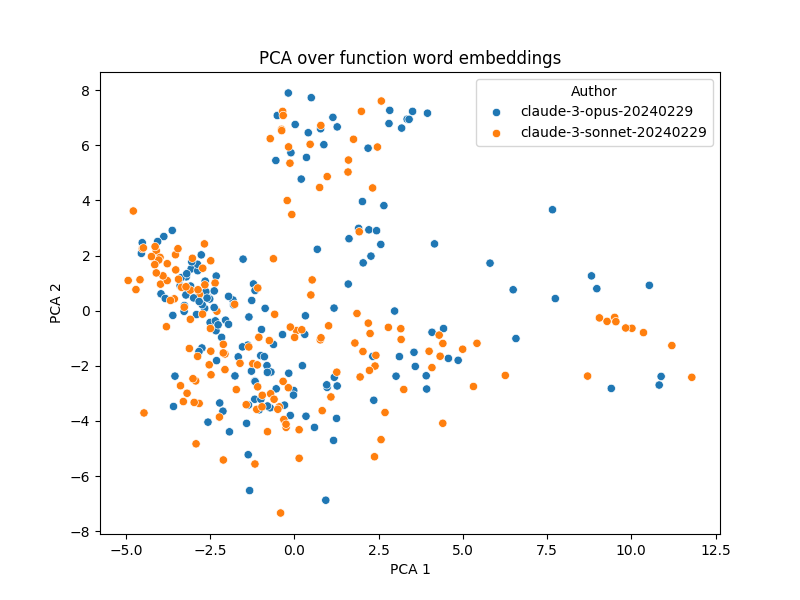 PCA over function word embeddings
Author
claude-3-opus-20240229
claude-3-sonnet-20240229
8
6
4
2
0
−2
−4
−6
−8
PCA 2
−5.0 −2.5 0.0 2.5 5.0 7.5 10.0 12.5
PCA 1